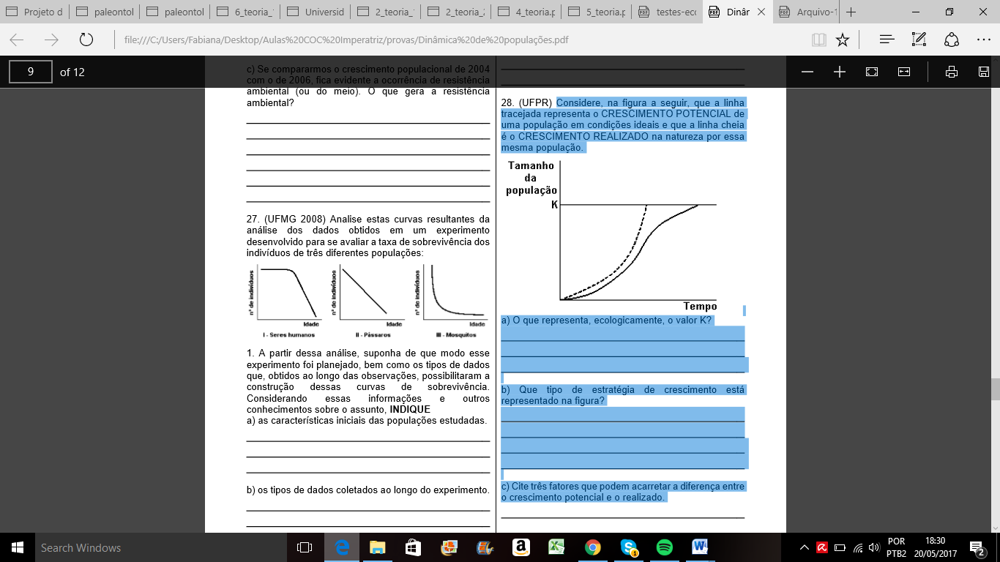 Projeto d
paleontol
paleontol
6_teoria_
Universid
2_teoria_
2_teoria_2
4_teoria.p
5_teoria.p
testes-ecc
Dinâr
Arquivo-1
file:///C:/Users/Fabiana/Desktop/Aulas%20COC%20Imperatriz/provas/Dinâmica%20de%20populações.pdf
9 of 12
c) Se compararmos o crescimento populacional de 2004
com o de 2006, fica evidente a ocorrência de resistência
ambiental (ou do meio). O que gera a resistência
ambiental?
27. (UFMG 2008) Analise estas curvas resultantes da
análise dos dados obtidos em um experimento
desenvolvido para se avaliar a taxa de sobrevivência dos
indivíduos de três diferentes populações:
nº de indivíduos
Idade
I - Seres humanos
nº de indivíduos
Idade
II - Pássaros
nº de indivíduos
Idade
III - Mosquitos
1. A partir dessa análise, suponha de que modo esse
experimento foi planejado, bem como os tipos de dados
que, obtidos ao longo das observações, possibilitaram a
construção dessas curvas de sobrevivência.
Considerando essas informações e outros
conhecimentos sobre o assunto, INDIQUE
a) as características iniciais das populações estudadas.
b) os tipos de dados coletados ao longo do experimento.
28. (UFPR) Considere, na figura a seguir, que a linha
tracejada representa o CRESCIMENTO POTENCIAL de
uma população em condições ideais e que a linha cheia
é o CRESCIMENTO REALIZADO na natureza por essa
mesma população.
Tamanho
da
população
K
Tempo
a) O que representa, ecologicamente, o valor K?
b) Que tipo de estratégia de crescimento está
representado na figura?
c) Cite três fatores que podem acarretar a diferença entre
o crescimento potencial e o realizado.
Search Windows
POR
PTB2
18:30
20/05/2017
2